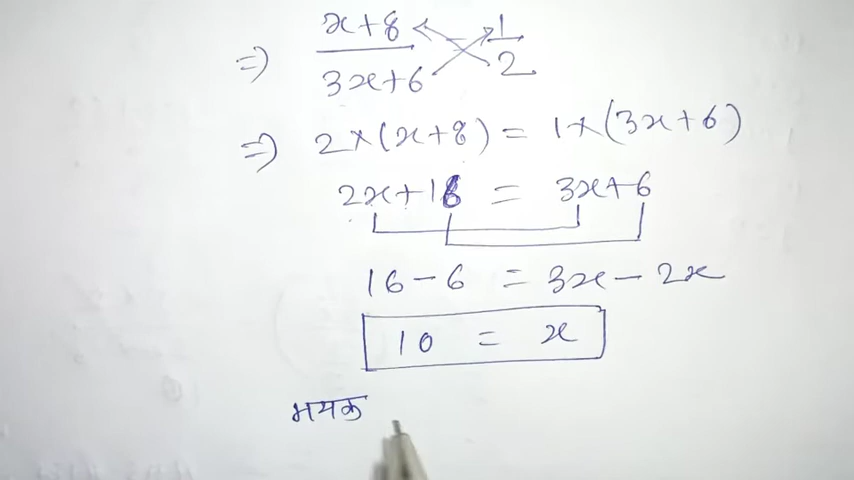 ⇒ x+8 / 3x+6 = 1 / 2
⇒ 2×(x+8) = 1×(3x+6)
2x+16 = 3x+6
16-6 = 3x-2x
10 = x
मयक